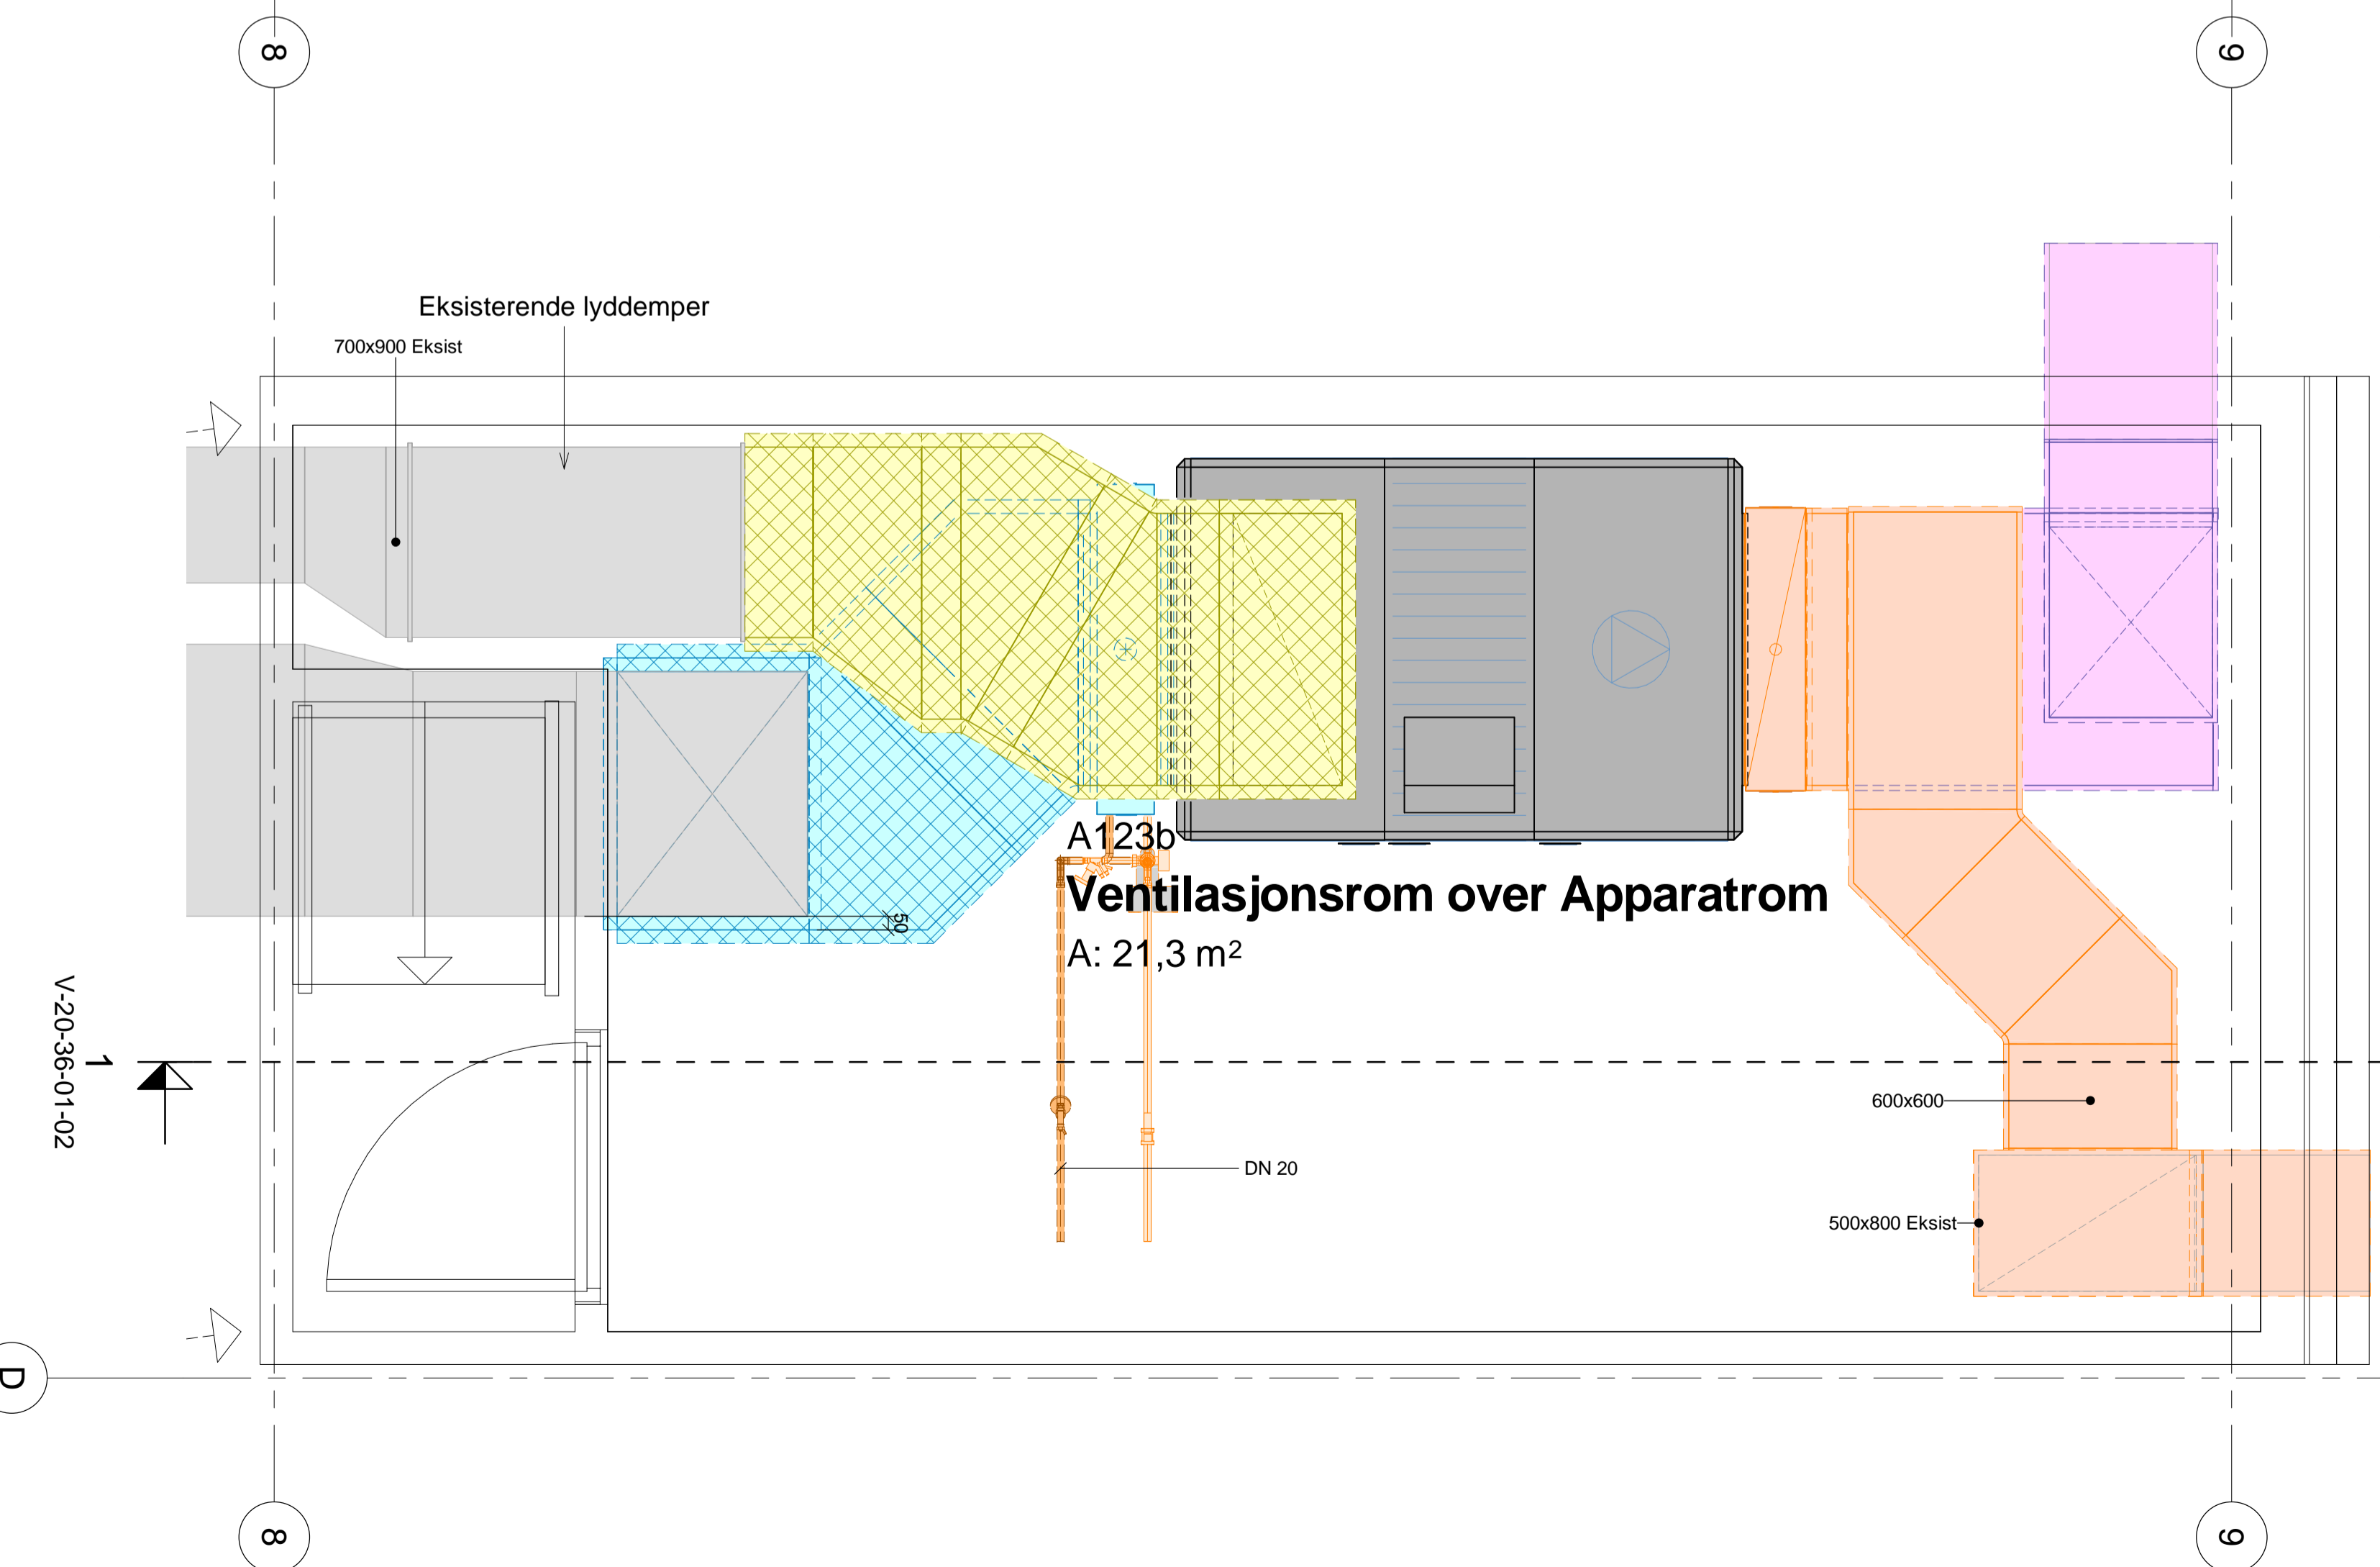 8
9
Eksisterende lyddemper
700x900 Eksist
A123b
Ventilasjonsrom over Apparatrom
A: 21,3 m²
50
V-20-36-01-02
1
600x600
DN 20
500x800 Eksist
D
8
9